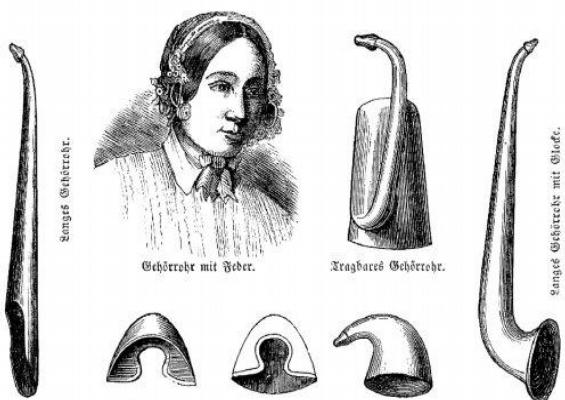 Langes Gehörrohr.
Gehörrohr mit Feder.
Tragbares Gehörrohr.
Langes Gehörrohr mit Glocke.